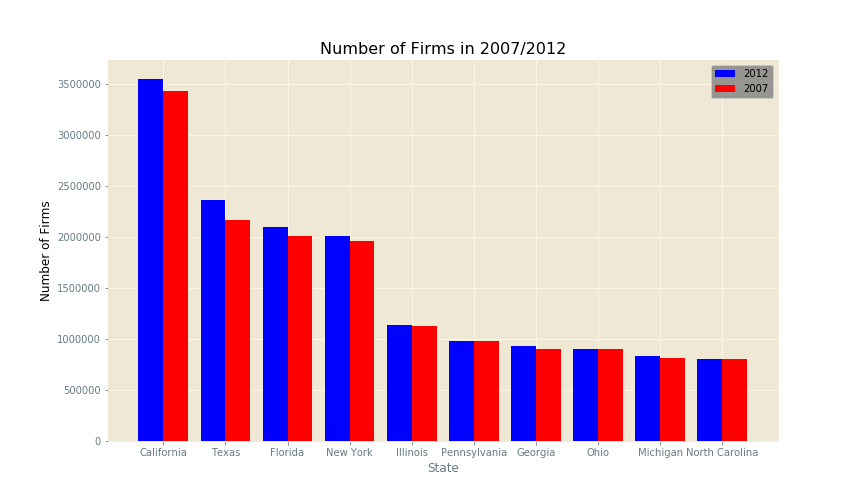 Number of Firms in 2007/2012
2012
2007
Number of Firms
3500000
3000000
2500000
2000000
1500000
1000000
500000
0
California Texas Florida New York Illinois Pennsylvania Georgia Ohio Michigan North Carolina
State